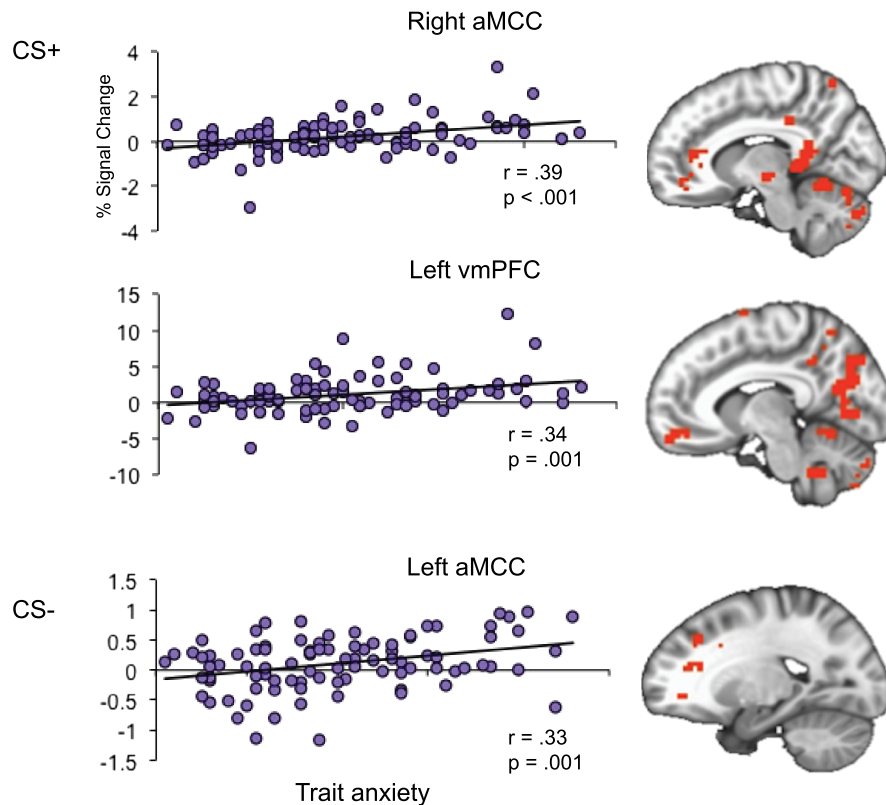 Right aMCC
CS+
% Signal Change
4
2
0
-2
-4
r = .39
p < .001
Left vmPFC
15
10
5
0
-5
-10
r = .34
p = .001
Left aMCC
CS-
1.5
1
0.5
0
-0.5
-1
-1.5
r = .33
p = .001
Trait anxiety